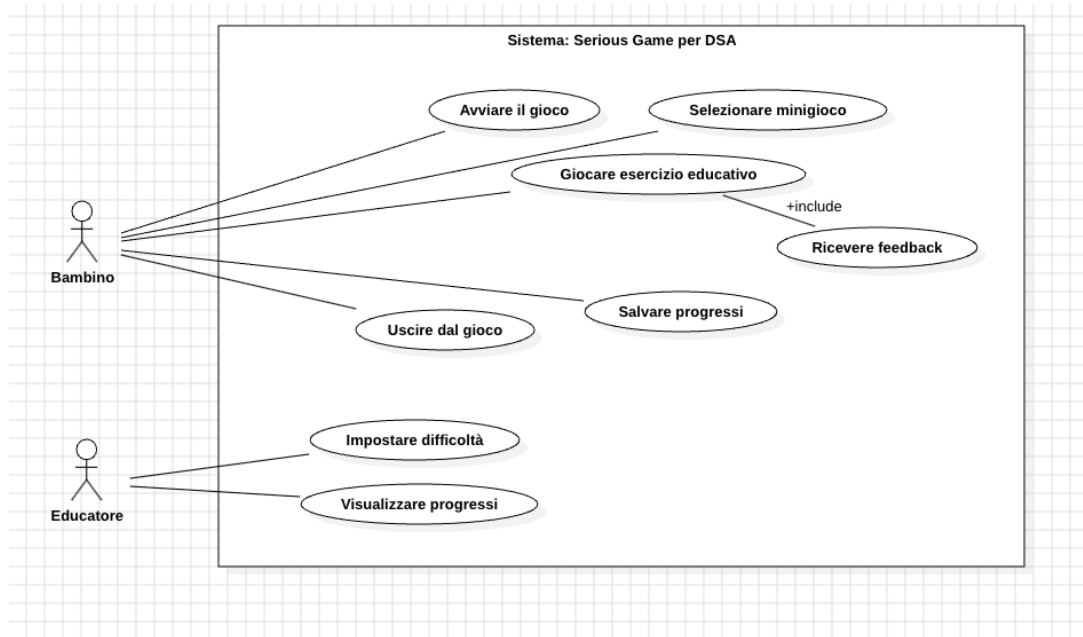 Sistema: Serious Game per DSA
Avviare il gioco
Selezionare minigioco
Giocare esercizio educativo
+include
Ricevere feedback
Bambino
Salvare progressi
Uscire dal gioco
Impostare difficoltà
Visualizzare progressi
Educatore